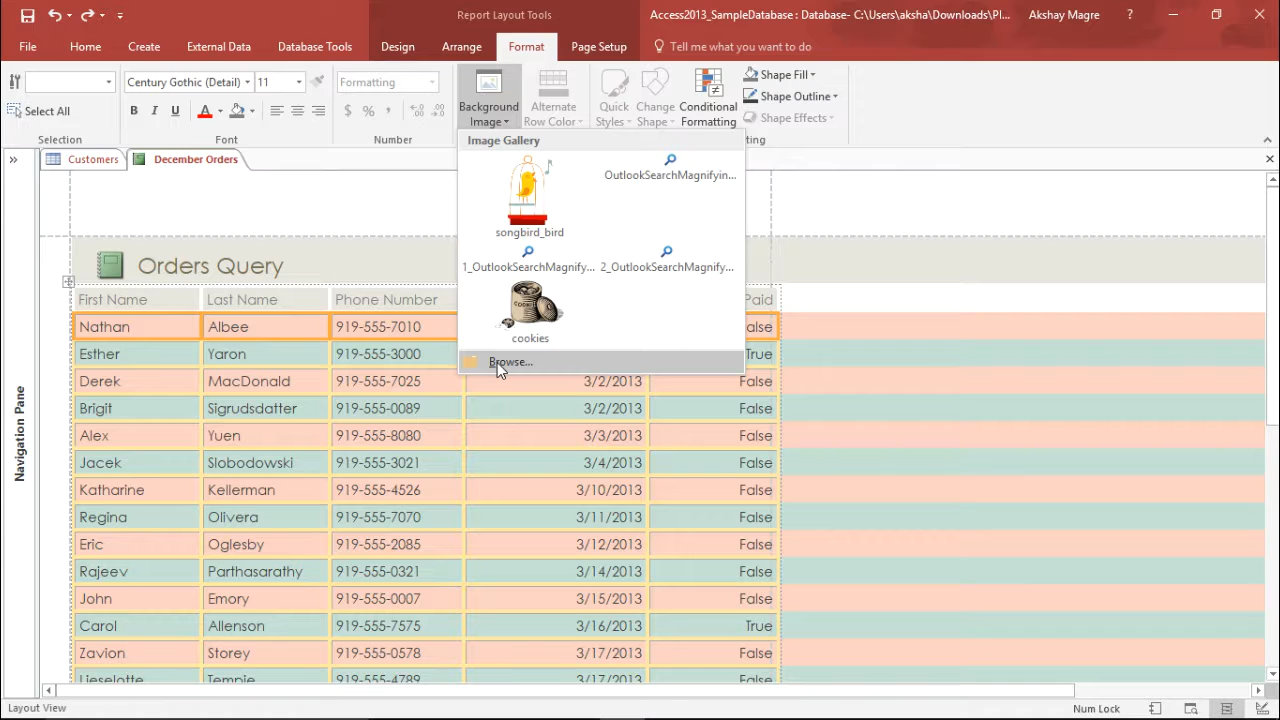 Report Layout Tools
Access2013_SampleDatabase : Database- C:\Users\aksha\Downloads\Pl...
Akshay Magre
?
File
Home
Create
External Data
Database Tools
Design
Arrange
Format
Page Setup
Tell me what you want to do
Century Gothic (Detail)
11
Formatting
Select All
B I U A
$ % ,
Background Image
Alternate Row Color
Quick Styles
Change Shape
Conditional Formatting
Shape Fill
Shape Outline
Shape Effects
Selection
Font
Number
Customers
December Orders
Image Gallery
songbird_bird
OutlookSearchMagnifyin...
1_OutlookSearchMagnify...
2_OutlookSearchMagnify...
COOKIES
cookies
Browse...
Navigation Pane
Orders Query
First Name Last Name Phone Number Paid
Nathan Albee 919-555-7010 alse
Esther Yaron 919-555-3000 True
Derek MacDonald 919-555-7025 3/2/2013 False
Brigit Sigrudsdatter 919-555-0089 3/2/2013 False
Alex Yuen 919-555-8080 3/3/2013 False
Jacek Slobodowski 919-555-3021 3/4/2013 False
Katharine Kellerman 919-555-4526 3/10/2013 False
Regina Olivera 919-555-7070 3/11/2013 False
Eric Oglesby 919-555-2085 3/12/2013 False
Rajeev Parthasarathy 919-555-0321 3/14/2013 False
John Emory 919-555-0007 3/15/2013 False
Carol Allenson 919-555-7575 3/16/2013 True
Zavion Storey 919-555-0578 3/17/2013 False
Lieselotte Temple 919-555-4789 3/17/2013 False
Layout View
Num Lock